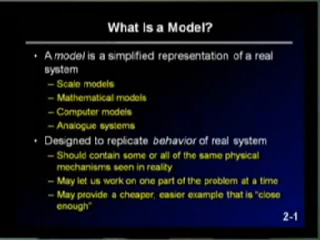 What Is a Model?
• A model is a simplified representation of a real
system
– Scale models
– Mathematical models
– Computer models
– Analogue systems
• Designed to replicate behavior of real system
– Should contain some or all of the same physical
mechanisms seen in reality
– May let us work on one part of the problem at a time
– May provide a cheaper, easier example that is “close
enough”
2-1